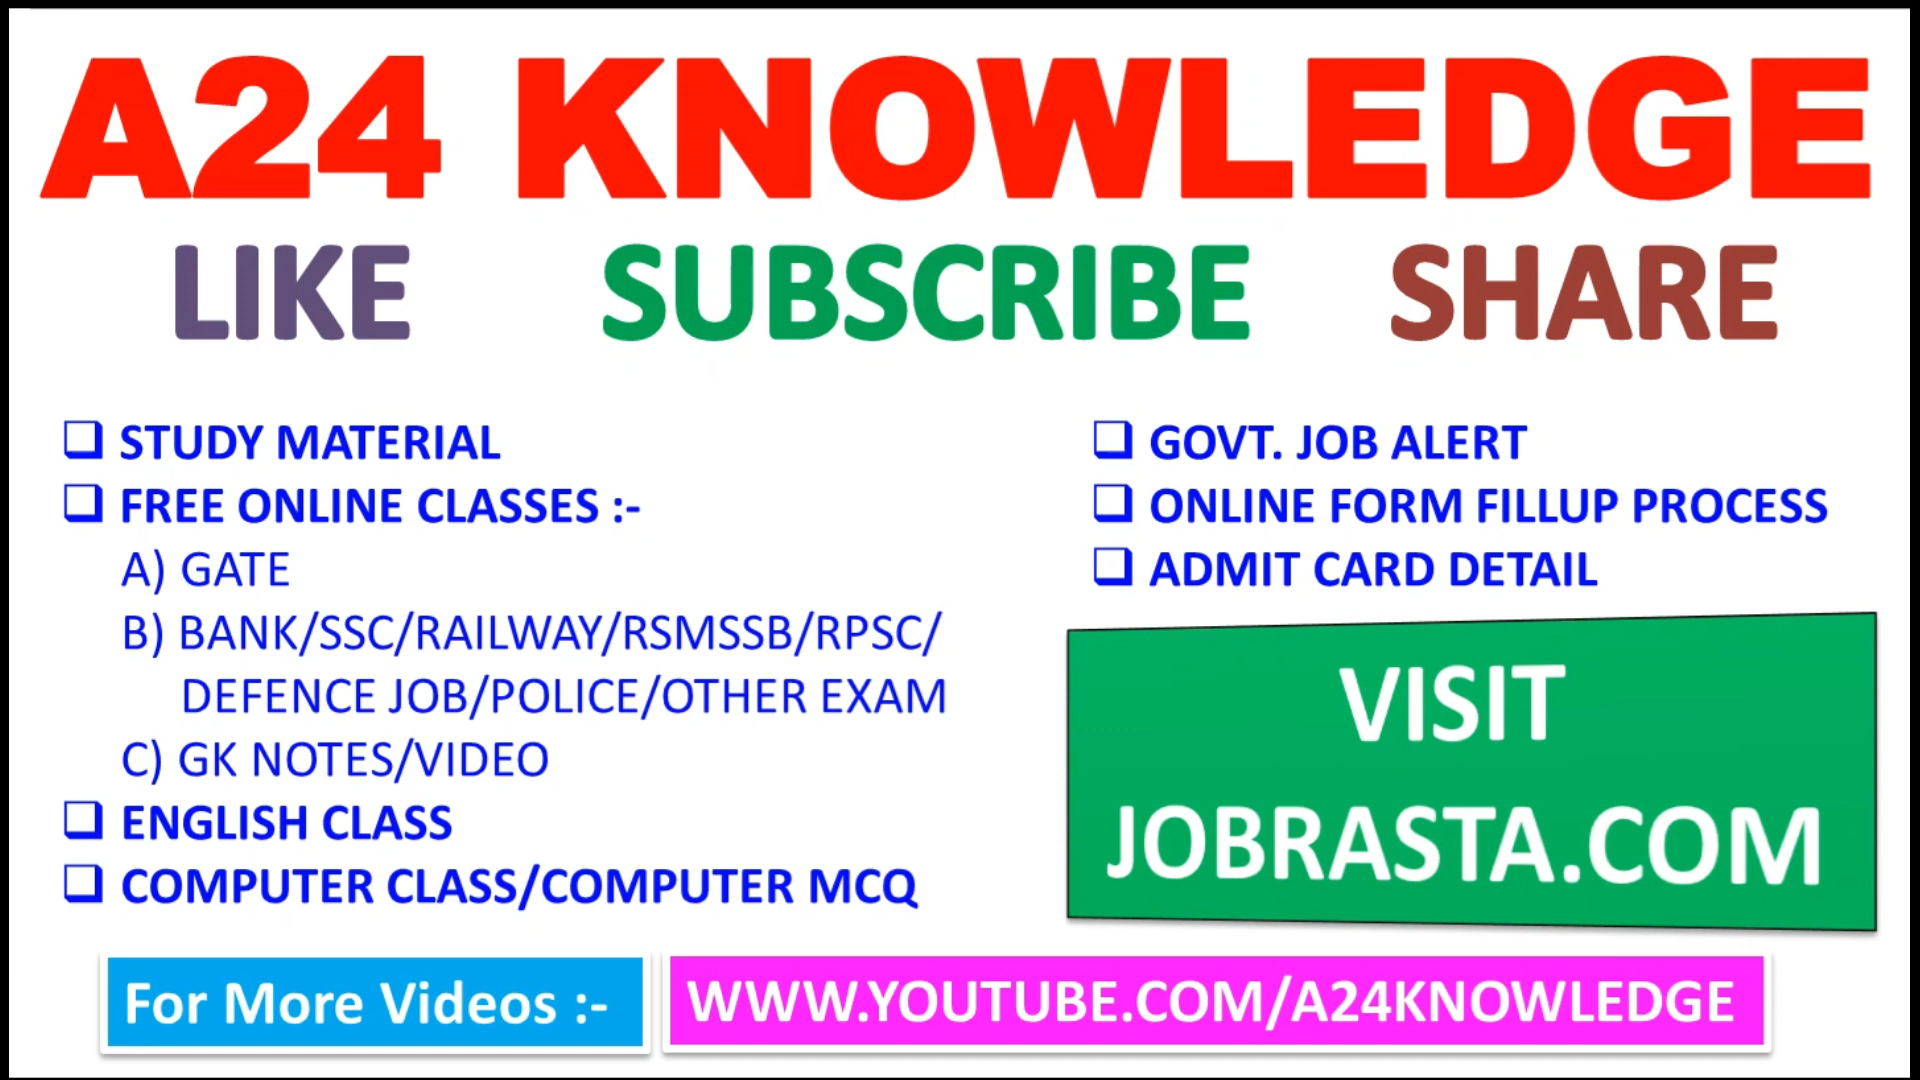 A24 KNOWLEDGE
LIKE SUBSCRIBE SHARE
❑ STUDY MATERIAL
❑ FREE ONLINE CLASSES :-
A) GATE
B) BANK/SSC/RAILWAY/RSMSSB/RPSC/
DEFENCE JOB/POLICE/OTHER EXAM
C) GK NOTES/VIDEO
❑ ENGLISH CLASS
❑ COMPUTER CLASS/COMPUTER MCQ
❑ GOVT. JOB ALERT
❑ ONLINE FORM FILLUP PROCESS
❑ ADMIT CARD DETAIL
VISIT
JOBRASTA.COM
For More Videos :-
WWW.YOUTUBE.COM/A24KNOWLEDGE